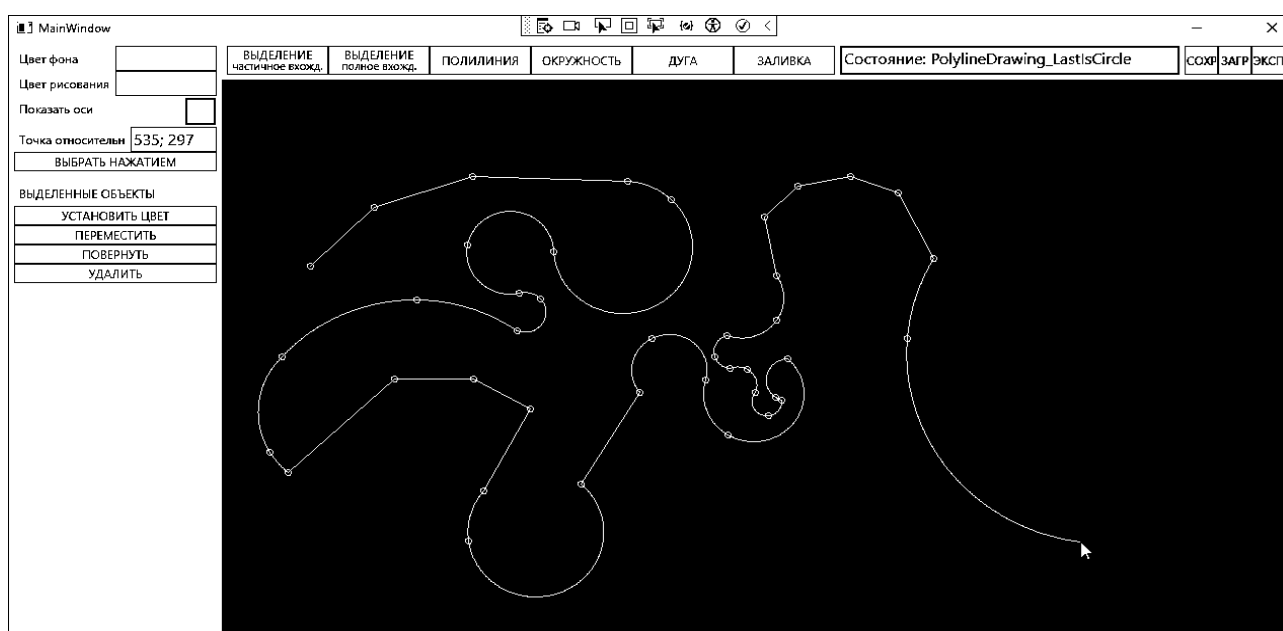 MainWindow
Цвет фона
Цвет рисования
Показать оси
Точка относительн 535; 297
ВЫБРАТЬ НАЖАТИЕМ
ВЫДЕЛЕННЫЕ ОБЪЕКТЫ
УСТАНОВИТЬ ЦВЕТ
ПЕРЕМЕСТИТЬ
ПОВЕРНУТЬ
УДАЛИТЬ
ВЫДЕЛЕНИЕ
частичное вхожд.
ВЫДЕЛЕНИЕ
полное вхожд.
ПОЛИЛИНИЯ
ОКРУЖНОСТЬ
ДУГА
ЗАЛИВКА
Состояние: PolylineDrawing_LastIsCircle
СОХР
ЗАГР
ЭКСП